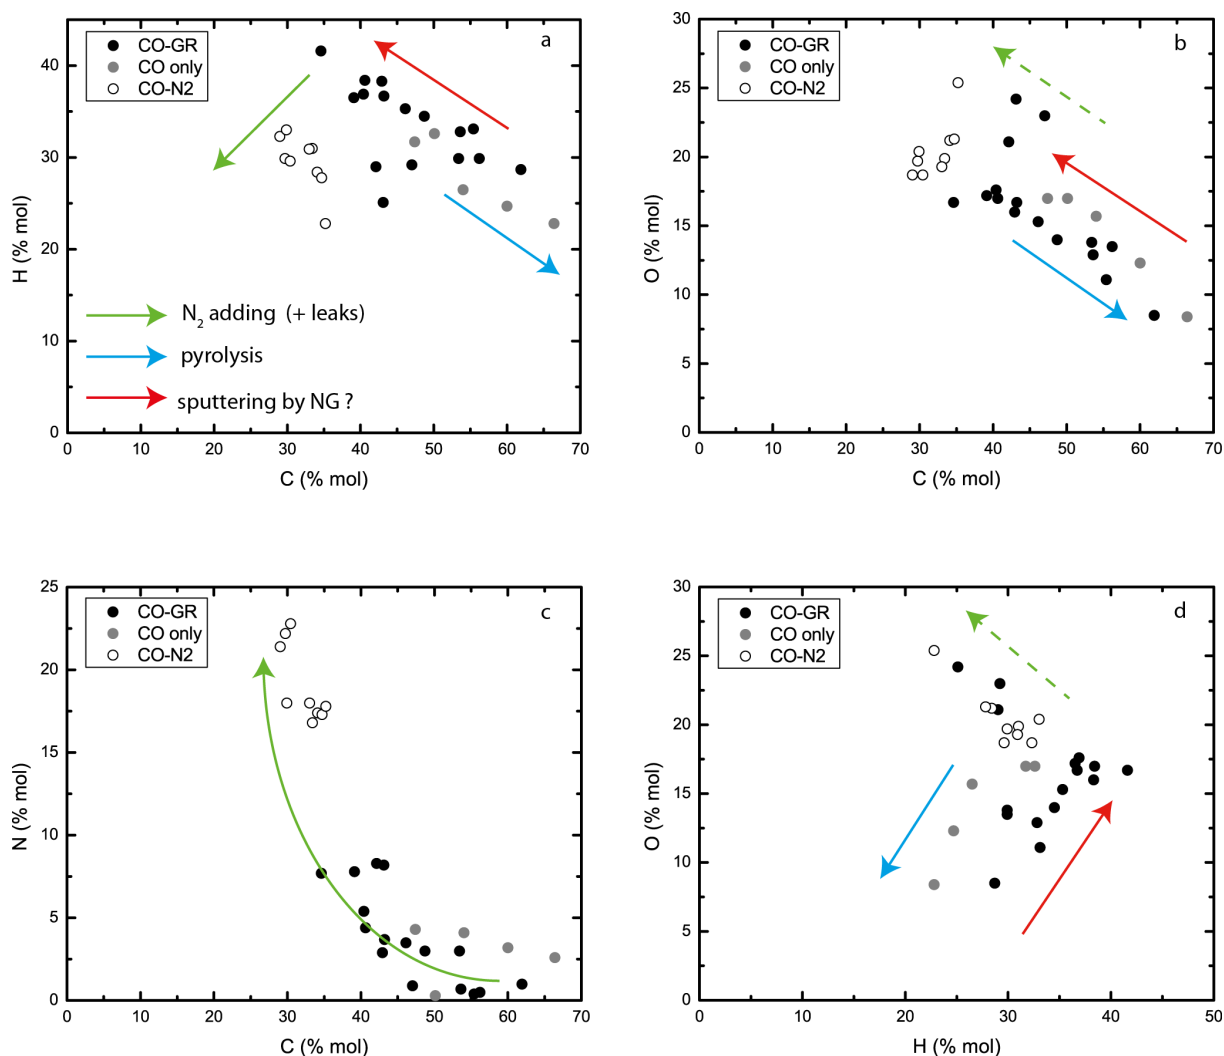 CO-GR
CO only
CO-N2
a
N2 adding (+ leaks)
pyrolysis
sputtering by NG ?
H (% mol)
0
10
20
30
40
0 10 20 30 40 50 60 70
C (% mol)
CO-GR
CO only
CO-N2
b
O (% mol)
0
5
10
15
20
25
30
0 10 20 30 40 50 60 70
C (% mol)
CO-GR
CO only
CO-N2
c
N (% mol)
0
5
10
15
20
25
0 10 20 30 40 50 60 70
C (% mol)
CO-GR
CO only
CO-N2
d
O (% mol)
0
5
10
15
20
25
30
0 10 20 30 40 50
H (% mol)